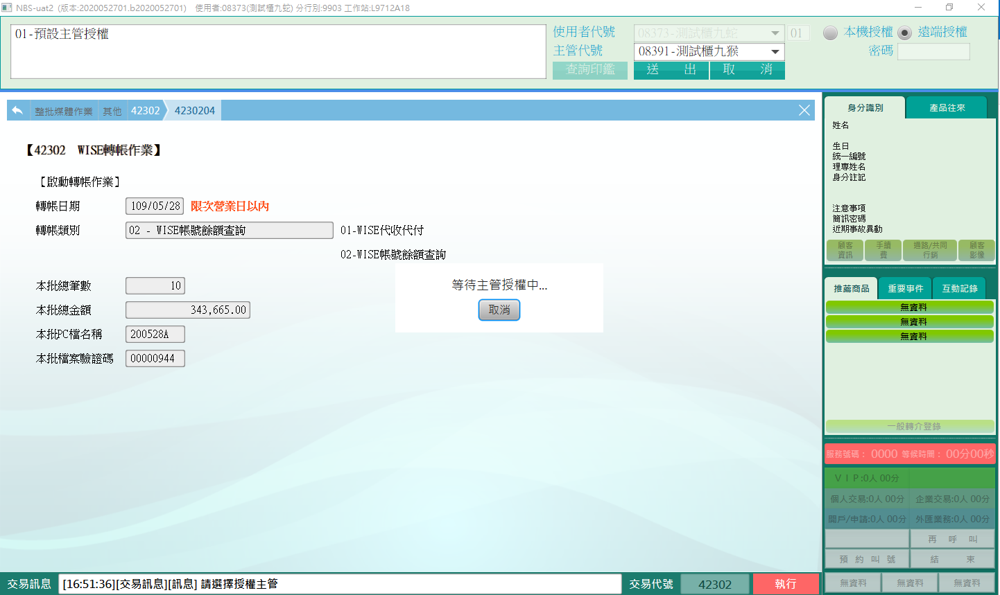 NBS-uat2 (版本:2020052701.b2020052701) 使用者:08373(測試櫃九蛇) 分行別:9903 工作站:L9712A18
01-預設主管授權
使用者代號 08373-測試櫃九蛇 01 本機授權 遠端授權
主管代號 08391-測試櫃九猴 密碼
查詢印鑑 送 出 取 消
整批媒體作業 其他 42302 4230204
【42302 WISE轉帳作業】
【啟動轉帳作業】
轉帳日期 109/05/28 限次營業日以內
轉帳類別 02 - WISE帳號餘額查詢 01-WISE代收代付
02-WISE帳號餘額查詢
等待主管授權中...
取消
本批總筆數 10
本批總金額 343,665.00
本批PC檔名稱 200528A
本批檔案驗證碼 00000944
身分識別 產品往來
姓名
生日
統一編號
理專姓名
身分註記
注意事項
簡訊密碼
近期事故異動
顧客資訊 手續費 通路/共同行銷 顧客影像
推薦商品 重要事件 互動記錄
無資料
無資料
無資料
一般轉介登錄
服務號碼： 0000 等候時間： 00分00秒
ＶＩＰ:0人 00分
個人交易:0人 00分 企業交易:0人 00分
開戶/申請:0人 00分 外匯業務:0人 00分
再 呼 叫
預 約 叫 號 結 束
無資料 無資料 無資料
交易訊息 [16:51:36][交易訊息][訊息] 請選擇授權主管 交易代號 42302 執行